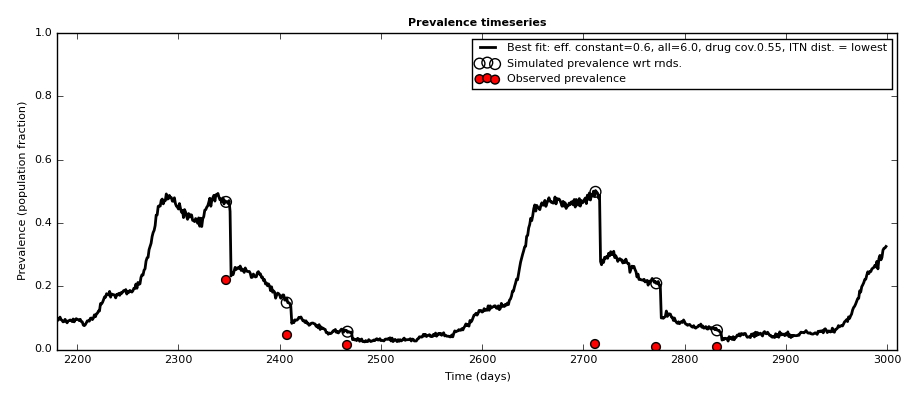 Prevalence timeseries
Best fit: eff. constant=0.6, all=6.0, drug cov.0.55, ITN dist. = lowest
Simulated prevalence wrt rnds.
Observed prevalence
Prevalence (population fraction)
1.0
0.8
0.6
0.4
0.2
0.0
2200 2300 2400 2500 2600 2700 2800 2900 3000
Time (days)